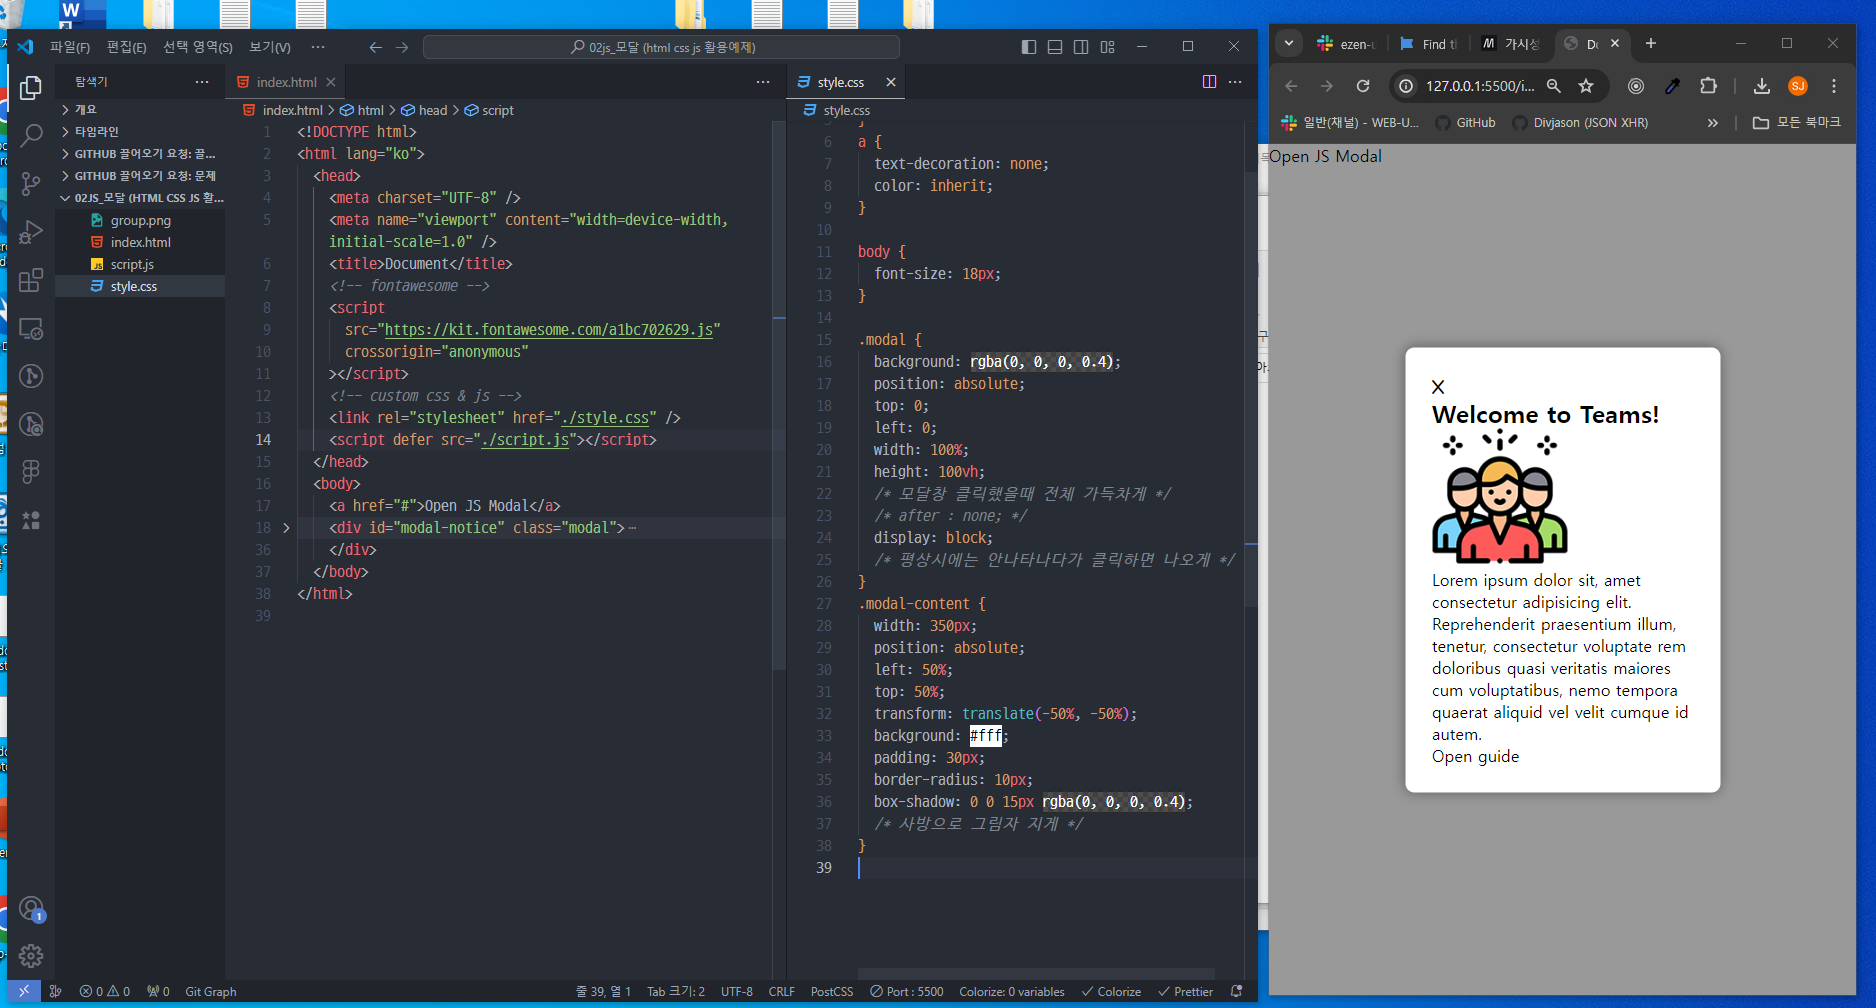 파일(F) 편집(E) 선택 영역(S) 보기(V) ···
02js_모달 (html css js 활용예제)
탐색기 ···
개요
타임라인
GITHUB 끌어오기 요청: 끌...
GITHUB 끌어오기 요청: 문제
02JS_모달 (HTML CSS JS 활...
group.png
index.html
script.js
style.css
1
index.html
index.html > html > head > script
1 <!DOCTYPE html>
2 <html lang="ko">
3 <head>
4 <meta charset="UTF-8" />
5 <meta name="viewport" content="width=device-width,
initial-scale=1.0" />
6 <title>Document</title>
7 <!-- fontawesome -->
8 <script
9 src="https://kit.fontawesome.com/a1bc702629.js"
10 crossorigin="anonymous"
11 ></script>
12 <!-- custom css & js -->
13 <link rel="stylesheet" href="./style.css" />
14 <script defer src="./script.js"></script>
15 </head>
16 <body>
17 <a href="#">Open JS Modal</a>
18 <div id="modal-notice" class="modal">···
36 </div>
37 </body>
38 </html>
39
style.css
style.css
6 a {
7 text-decoration: none;
8 color: inherit;
9 }
10
11 body {
12 font-size: 18px;
13 }
14
15 .modal {
16 background: rgba(0, 0, 0, 0.4);
17 position: absolute;
18 top: 0;
19 left: 0;
20 width: 100%;
21 height: 100vh;
22 /* 모달창 클릭했을때 전체 가득차게 */
23 /* after : none; */
24 display: block;
25 /* 평상시에는 안나타나다가 클릭하면 나오게 */
26 }
27 .modal-content {
28 width: 350px;
29 position: absolute;
30 left: 50%;
31 top: 50%;
32 transform: translate(-50%, -50%);
33 background: #fff;
34 padding: 30px;
35 border-radius: 10px;
36 box-shadow: 0 0 15px rgba(0, 0, 0, 0.4);
37 /* 사방으로 그림자 지게 */
38 }
39
0 0 0 Git Graph 줄 39, 열 1 Tab 크기: 2 UTF-8 CRLF PostCSS Port : 5500 Colorize: 0 variables Colorize Prettier
ezen-u Find th M 가시성 Do
127.0.0.1:5500/i... SJ
일반(채널) - WEB-U... GitHub Divjason (JSON XHR) » 모든 북마크
Open JS Modal
X
Welcome to Teams!
Lorem ipsum dolor sit, amet
consectetur adipisicing elit.
Reprehenderit praesentium illum,
tenetur, consectetur voluptate rem
doloribus quasi veritatis maiores
cum voluptatibus, nemo tempora
quaerat aliquid vel velit cumque id
autem.
Open guide